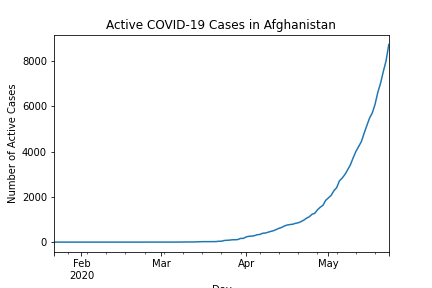 Active COVID-19 Cases in Afghanistan
8000
6000
4000
2000
0
Number of Active Cases
Feb
2020
Mar
Apr
May